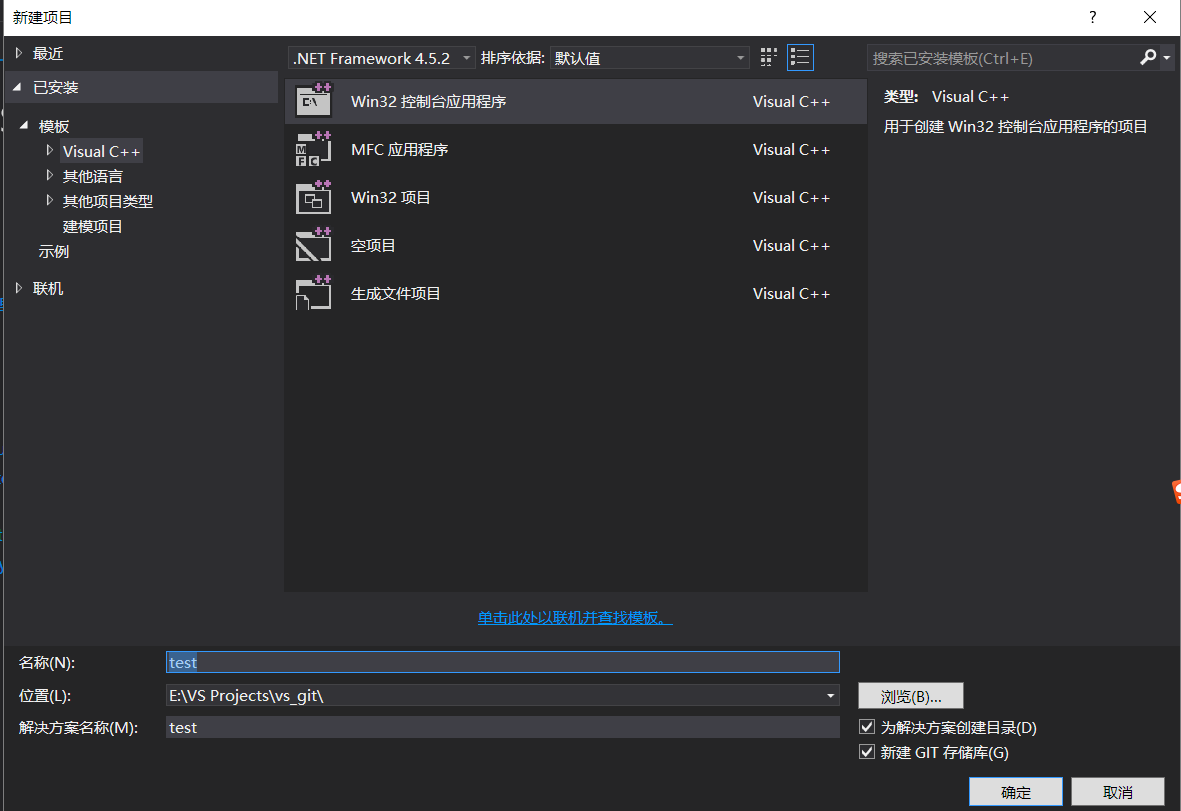 新建项目
?
最近
已安装
模板
Visual C++
其他语言
其他项目类型
建模项目
示例
联机
.NET Framework 4.5.2 排序依据: 默认值
搜索已安装模板(Ctrl+E)
Win32 控制台应用程序 Visual C++
MFC 应用程序 Visual C++
Win32 项目 Visual C++
空项目 Visual C++
生成文件项目 Visual C++
类型: Visual C++
用于创建 Win32 控制台应用程序的项目
单击此处以联机并查找模板。
名称(N): test
位置(L): E:\VS Projects\vs_git\ 浏览(B)...
解决方案名称(M): test
为解决方案创建目录(D)
新建 GIT 存储库(G)
确定 取消